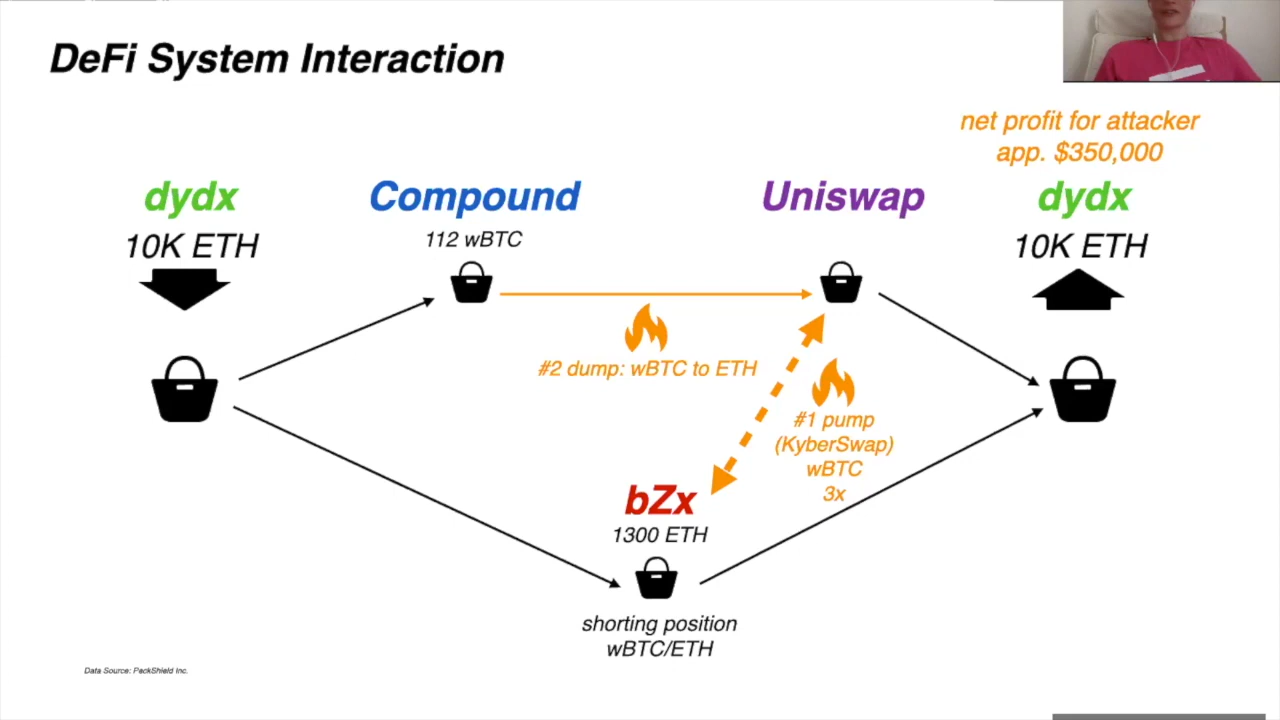 DeFi System Interaction
net profit for attacker
app. $350,000
dydx
Compound
Uniswap
dydx
10K ETH
112 wBTC
10K ETH
#2 dump: wBTC to ETH
#1 pump
(KyberSwap)
wBTC
3x
bZx
1300 ETH
shorting position
wBTC/ETH
Data Source: PackShield Inc.